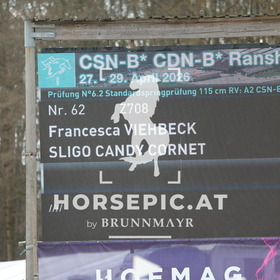 CSN-B* CDN-B* Ransh
27. - 29. April 2026
Prüfung N°6.2 Standardspringprüfung 115 cm RV: A2 CSN-B
Nr. 62 2708
Francesca VIEHBECK
SLIGO CANDY CORNET
HORSEPIC.AT
by BRUNNMAYR
HOFMAG